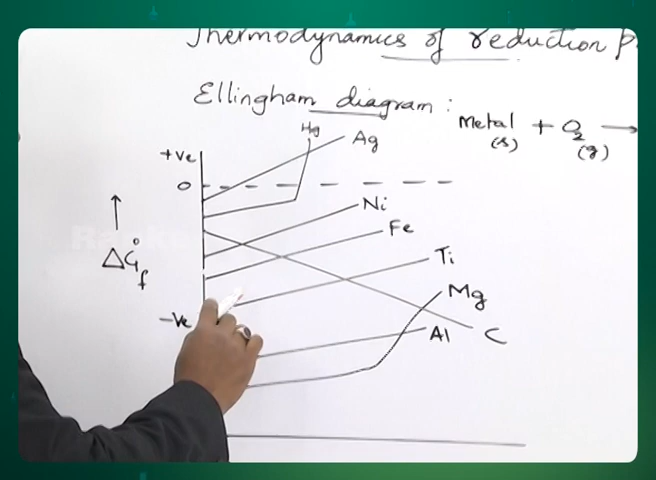 Thermodynamics of reduction
Ellingham diagram :
Metal + O2 →
(s) (g)
Hg
Ag
+Ve
0
Ni
Fe
ΔG°f
Ti
Mg
-Ve
Al
C